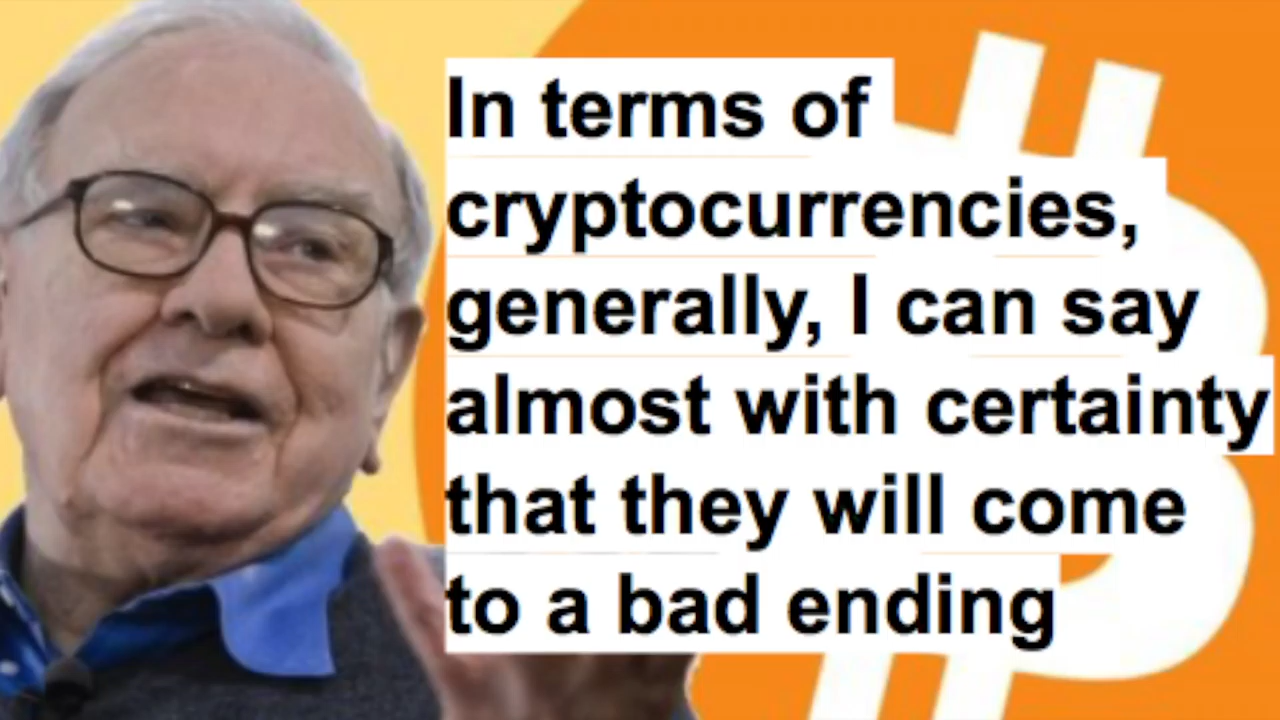 In terms of
cryptocurrencies,
generally, I can say
almost with certainty
that they will come
to a bad ending